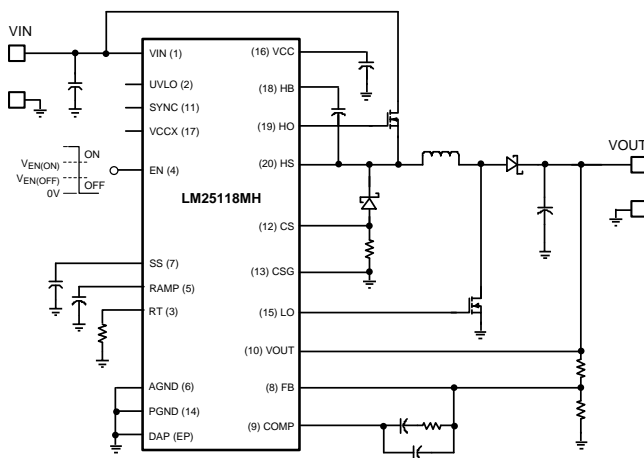 VIN
VIN (1)
UVLO (2)
SYNC (11)
VCCX (17)
EN (4)
ON
VEN(ON)
VEN(OFF)
OFF
0V
LM25118MH
SS (7)
RAMP (5)
RT (3)
AGND (6)
PGND (14)
DAP (EP)
(16) VCC
(18) HB
(19) HO
(20) HS
(12) CS
(13) CSG
(15) LO
(10) VOUT
(8) FB
(9) COMP
VOUT